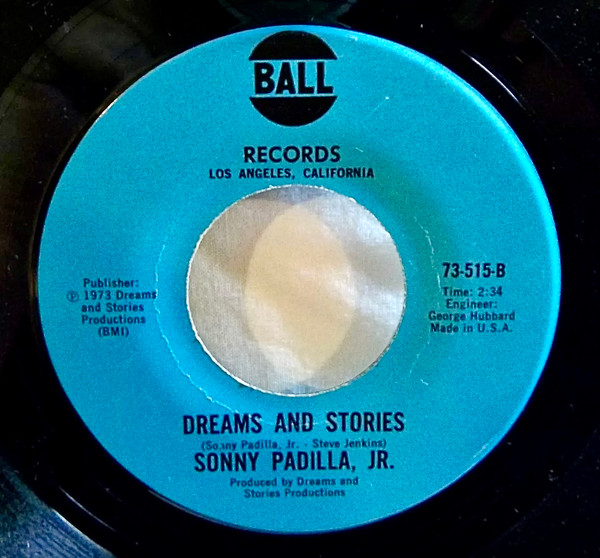 BALL
RECORDS
LOS ANGELES, CALIFORNIA
Publisher:
℗ 1973 Dreams
and Stories
Productions
(BMI)
73-515-B
Time: 2:34
Engineer:
George Hubbard
Made in U.S.A.
DREAMS AND STORIES
(Sonny Padilla, Jr. - Steve Jenkins)
SONNY PADILLA, JR.
Produced by Dreams and
Stories Productions